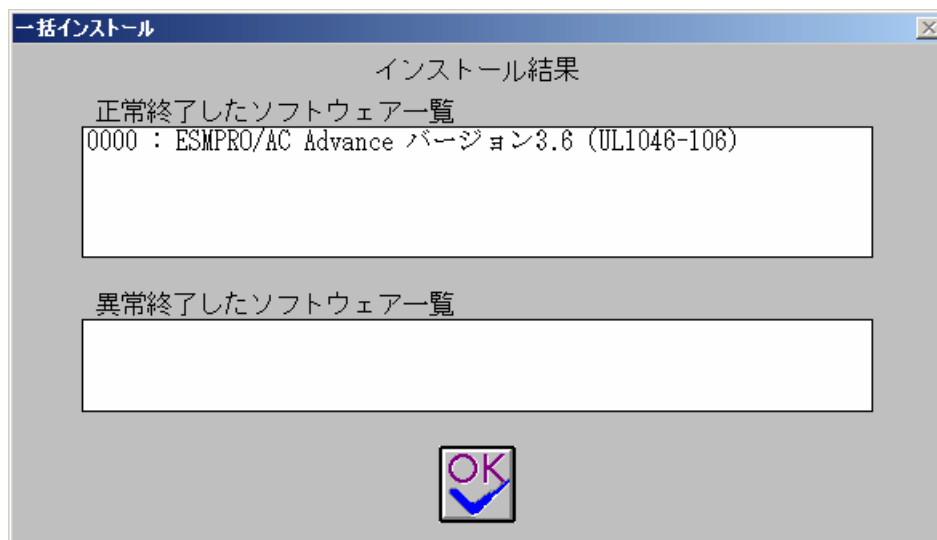 一括インストール
インストール結果
正常終了したソフトウェア一覧
0000 : ESMPRO/AC Advance バージョン3.6 (UL1046-106)
異常終了したソフトウェア一覧
OK